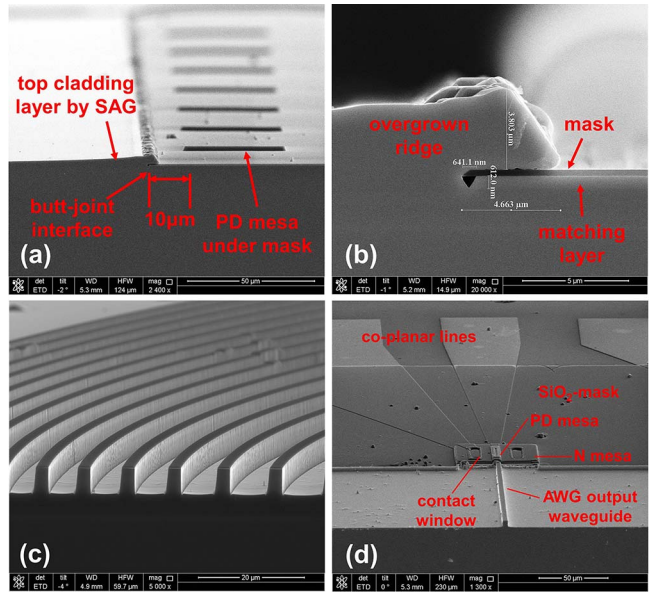 top cladding
layer by SAG
butt-joint
interface
10μm
PD mesa
under mask
(a)
det tilt WD HFW mag
ETD -2 ° 5.3 mm 124 μm 2 400 x
50 μm
overgrown
ridge
3.803 μm
mask
641.1 nm
612.0 nm
4.663 μm
matching
layer
(b)
det tilt WD HFW mag
ETD -1 ° 5.2 mm 14.9 μm 20 000 x
5 μm
(c)
det tilt WD HFW mag
ETD -4 ° 4.9 mm 59.7 μm 5 000 x
20 μm
co-planar lines
SiO2-mask
PD mesa
N mesa
contact
window
AWG output
waveguide
(d)
det tilt WD HFW mag
ETD 0 ° 5.3 mm 230 μm 1 300 x
50 μm